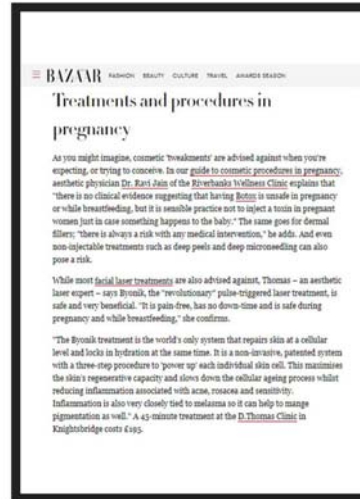 BAZAAR FASHION BEAUTY CULTURE TRAVEL AWARDS SEASON
Treatments and procedures in
pregnancy
As you might imagine, cosmetic 'tweakments' are advised against when you're
expecting, or trying to conceive. In our guide to cosmetic procedures in pregnancy,
aesthetic physician Dr. Ravi Jain of the Riverbanks Wellness Clinic explains that
"there is no clinical evidence suggesting that having Botox is unsafe in pregnancy
or while breastfeeding, but it is sensible practice not to inject a toxin in pregnant
women just in case something happens to the baby." The same goes for dermal
fillers; "there is always a risk with any medical intervention," he adds. And even
non-injectable treatments such as deep peels and deep microneedling can also
pose a risk.
While most facial laser treatments are also advised against, Thomas – an aesthetic
laser expert – says Byonik, the "revolutionary" pulse-triggered laser treatment, is
safe and very beneficial. "It is pain-free, has no down-time and is safe during
pregnancy and while breastfeeding," she confirms.
"The Byonik treatment is the world's only system that repairs skin at a cellular
level and locks in hydration at the same time. It is a non-invasive, patented system
with a three-step procedure to 'power up' each individual skin cell. This maximises
the skin's regenerative capacity and slows down the cellular ageing process whilst
reducing inflammation associated with acne, rosacea and sensitivity.
Inflammation is also very closely tied to melasma so it can help to mange
pigmentation as well." A 45-minute treatment at the D.Thomas Clinic in
Knightsbridge costs £195.